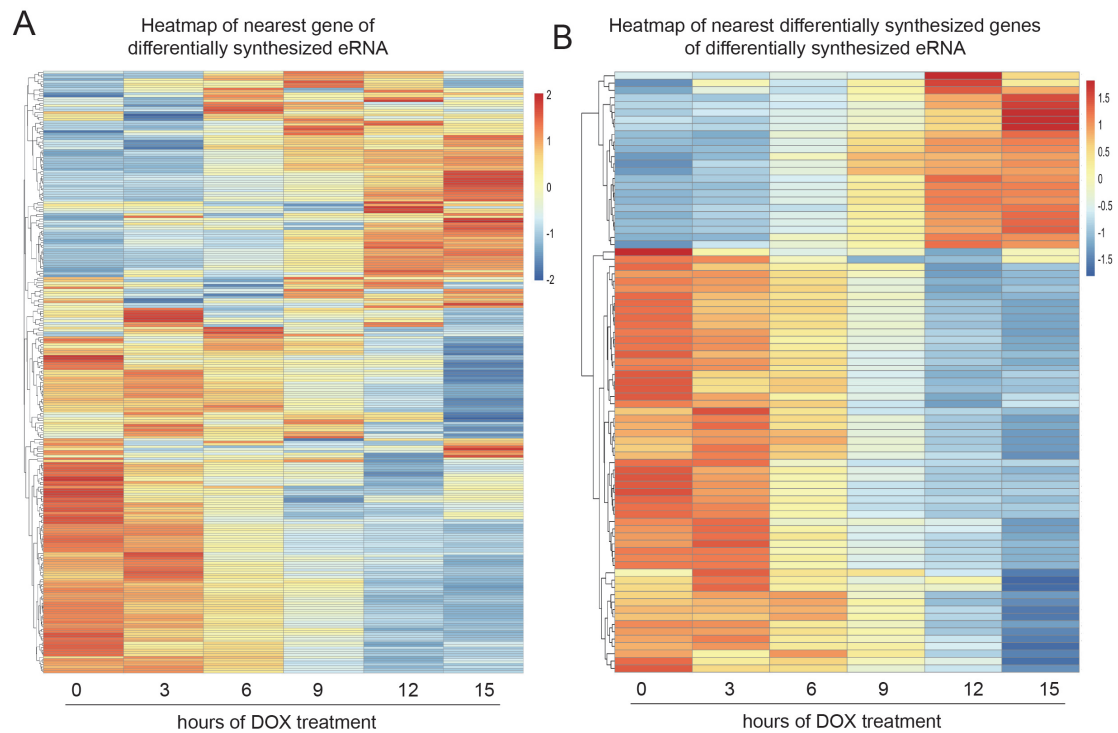 A
Heatmap of nearest gene of
differentially synthesized eRNA
2
1
0
-1
-2
0 3 6 9 12 15
hours of DOX treatment
B
Heatmap of nearest differentially synthesized genes
of differentially synthesized eRNA
1.5
1
0.5
0
-0.5
-1
-1.5
0 3 6 9 12 15
hours of DOX treatment